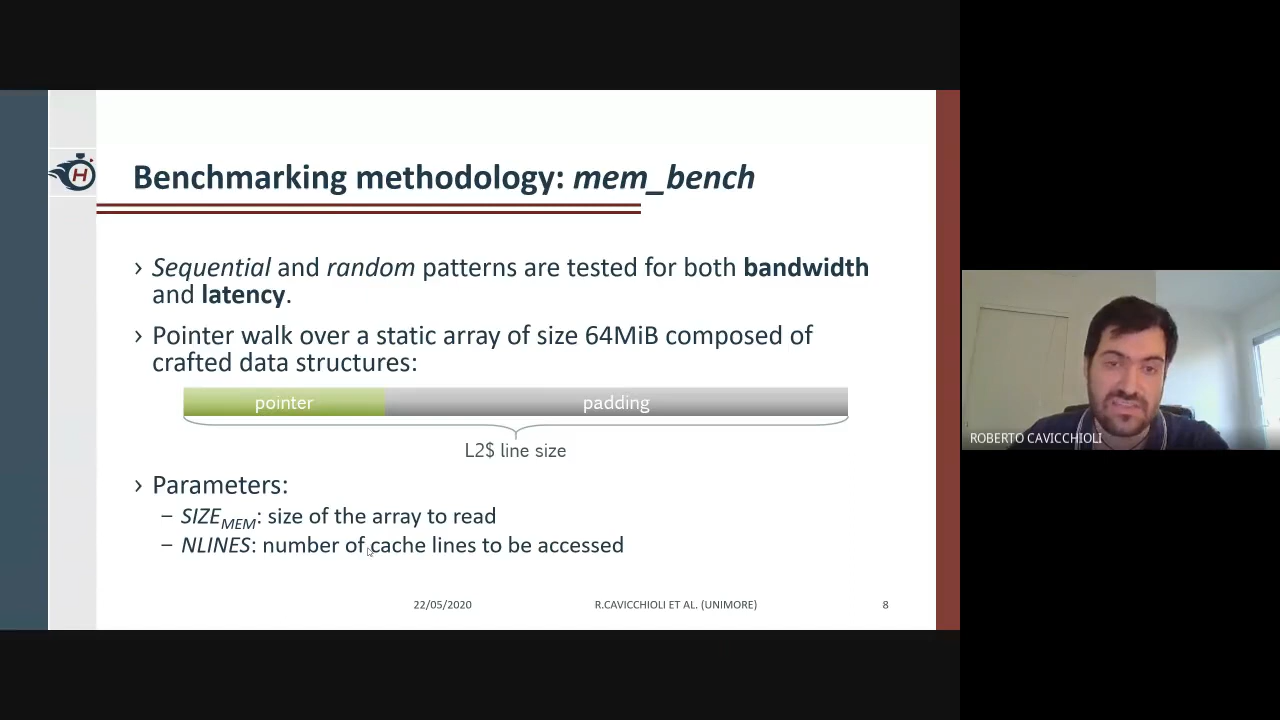 H
Benchmarking methodology: mem_bench
› Sequential and random patterns are tested for both bandwidth
and latency.
› Pointer walk over a static array of size 64MiB composed of
crafted data structures:
pointer padding
L2$ line size
› Parameters:
– SIZE_MEM: size of the array to read
– NLINES: number of cache lines to be accessed
22/05/2020 R.CAVICCHIOLI ET AL. (UNIMORE) 8
ROBERTO CAVICCHIOLI